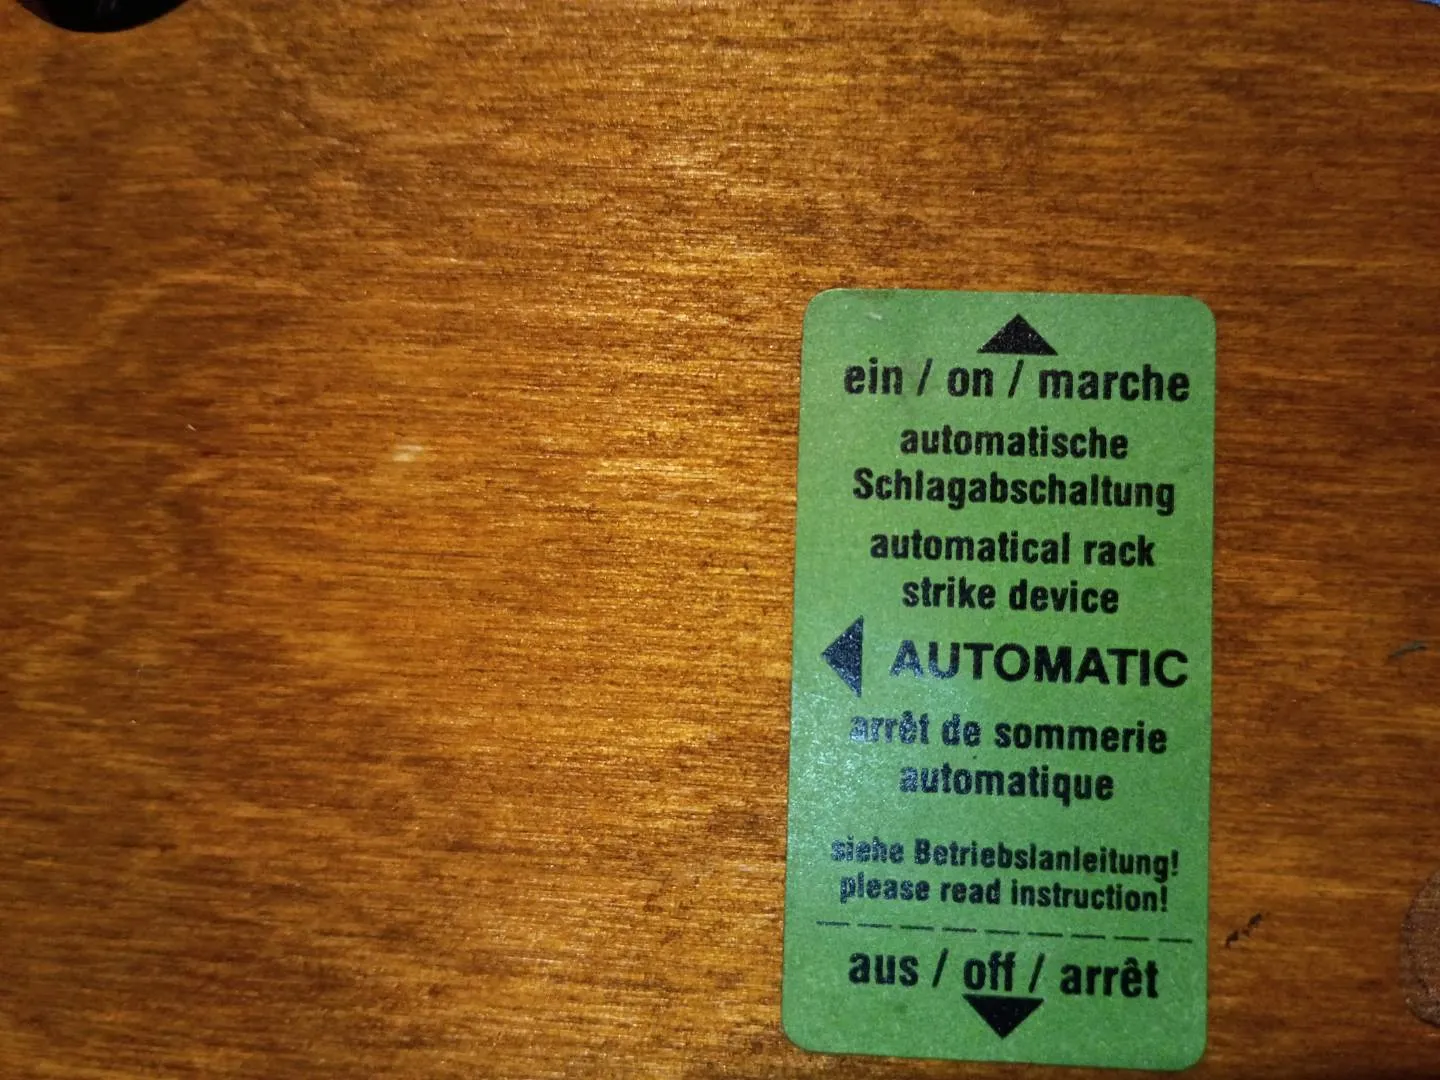 ein / on / marche
automatische
Schlagabschaltung
automatical rack
strike device
AUTOMATIC
arrêt de sommerie
automatique
siehe Betriebslanleitung!
please read instruction!
aus / off / arrêt